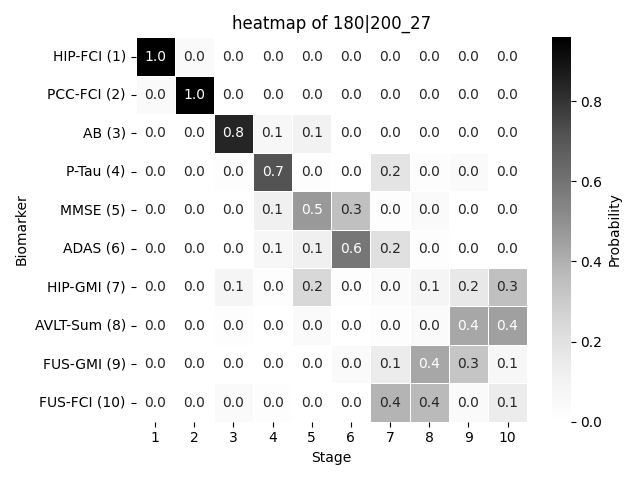 heatmap of 180|200_27
HIP-FCI (1) 1.0 0.0 0.0 0.0 0.0 0.0 0.0 0.0 0.0 0.0
PCC-FCI (2) 0.0 1.0 0.0 0.0 0.0 0.0 0.0 0.0 0.0 0.0
AB (3) 0.0 0.0 0.8 0.1 0.1 0.0 0.0 0.0 0.0 0.0
P-Tau (4) 0.0 0.0 0.0 0.7 0.0 0.0 0.2 0.0 0.0 0.0
MMSE (5) 0.0 0.0 0.0 0.1 0.5 0.3 0.0 0.0 0.0 0.0
ADAS (6) 0.0 0.0 0.0 0.1 0.1 0.6 0.2 0.0 0.0 0.0
HIP-GMI (7) 0.0 0.0 0.1 0.0 0.2 0.0 0.0 0.1 0.2 0.3
AVLT-Sum (8) 0.0 0.0 0.0 0.0 0.0 0.0 0.0 0.0 0.4 0.4
FUS-GMI (9) 0.0 0.0 0.0 0.0 0.0 0.0 0.1 0.4 0.3 0.1
FUS-FCI (10) 0.0 0.0 0.0 0.0 0.0 0.0 0.4 0.4 0.0 0.1
1 2 3 4 5 6 7 8 9 10
Stage
Biomarker
0.8
0.6
0.4
0.2
0.0
Probability